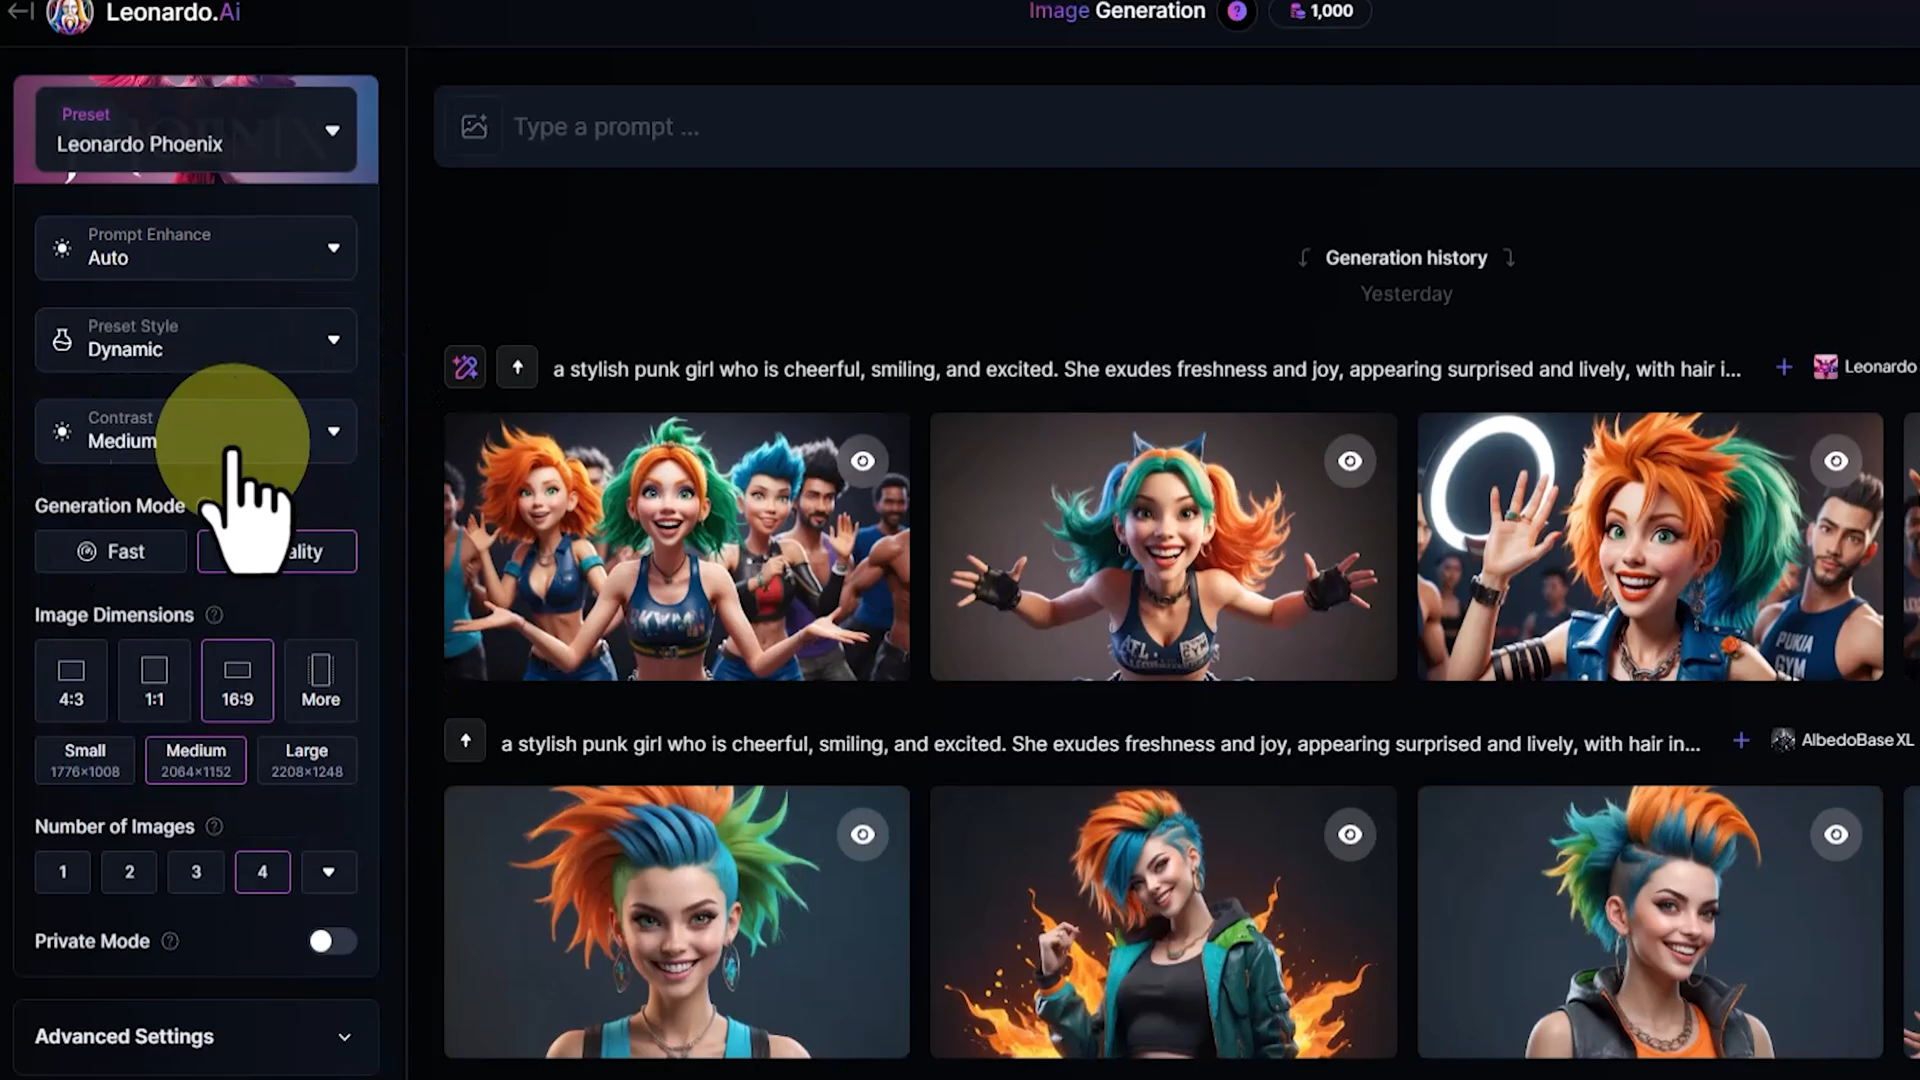 Leonardo.Ai
Image Generation
?
1,000
Preset
Leonardo Phoenix
Prompt Enhance
Auto
Preset Style
Dynamic
Contrast
Medium
Generation Mode
Fast
ality
Image Dimensions ?
4:3
1:1
16:9
More
Small
1776×1008
Medium
2064×1152
Large
2208×1248
Number of Images ?
1
2
3
4
Private Mode ?
Advanced Settings
Type a prompt ...
Generation history
Yesterday
a stylish punk girl who is cheerful, smiling, and excited. She exudes freshness and joy, appearing surprised and lively, with hair i...
Leonardo
PUKIA
GYM
a stylish punk girl who is cheerful, smiling, and excited. She exudes freshness and joy, appearing surprised and lively, with hair in...
AlbedoBase XL